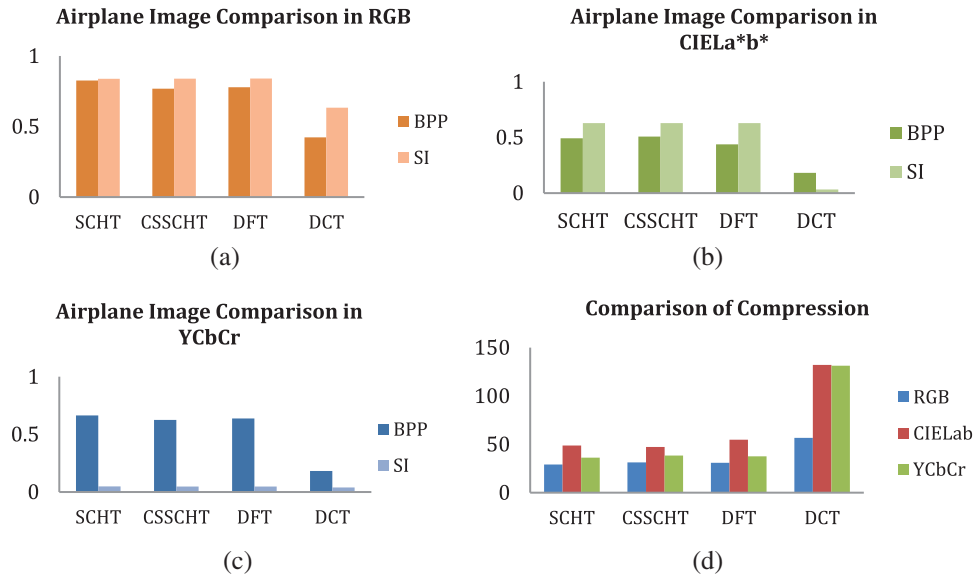 Airplane Image Comparison in RGB
1
0.5
0
BPP
SI
SCHT CSSCHT DFT DCT
(a)
Airplane Image Comparison in
CIELa*b*
1
0.5
0
BPP
SI
SCHT CSSCHT DFT DCT
(b)
Airplane Image Comparison in
YCbCr
1
0.5
0
BPP
SI
SCHT CSSCHT DFT DCT
(c)
Comparison of Compression
150
100
50
0
RGB
CIELab
YCbCr
SCHT CSSCHT DFT DCT
(d)